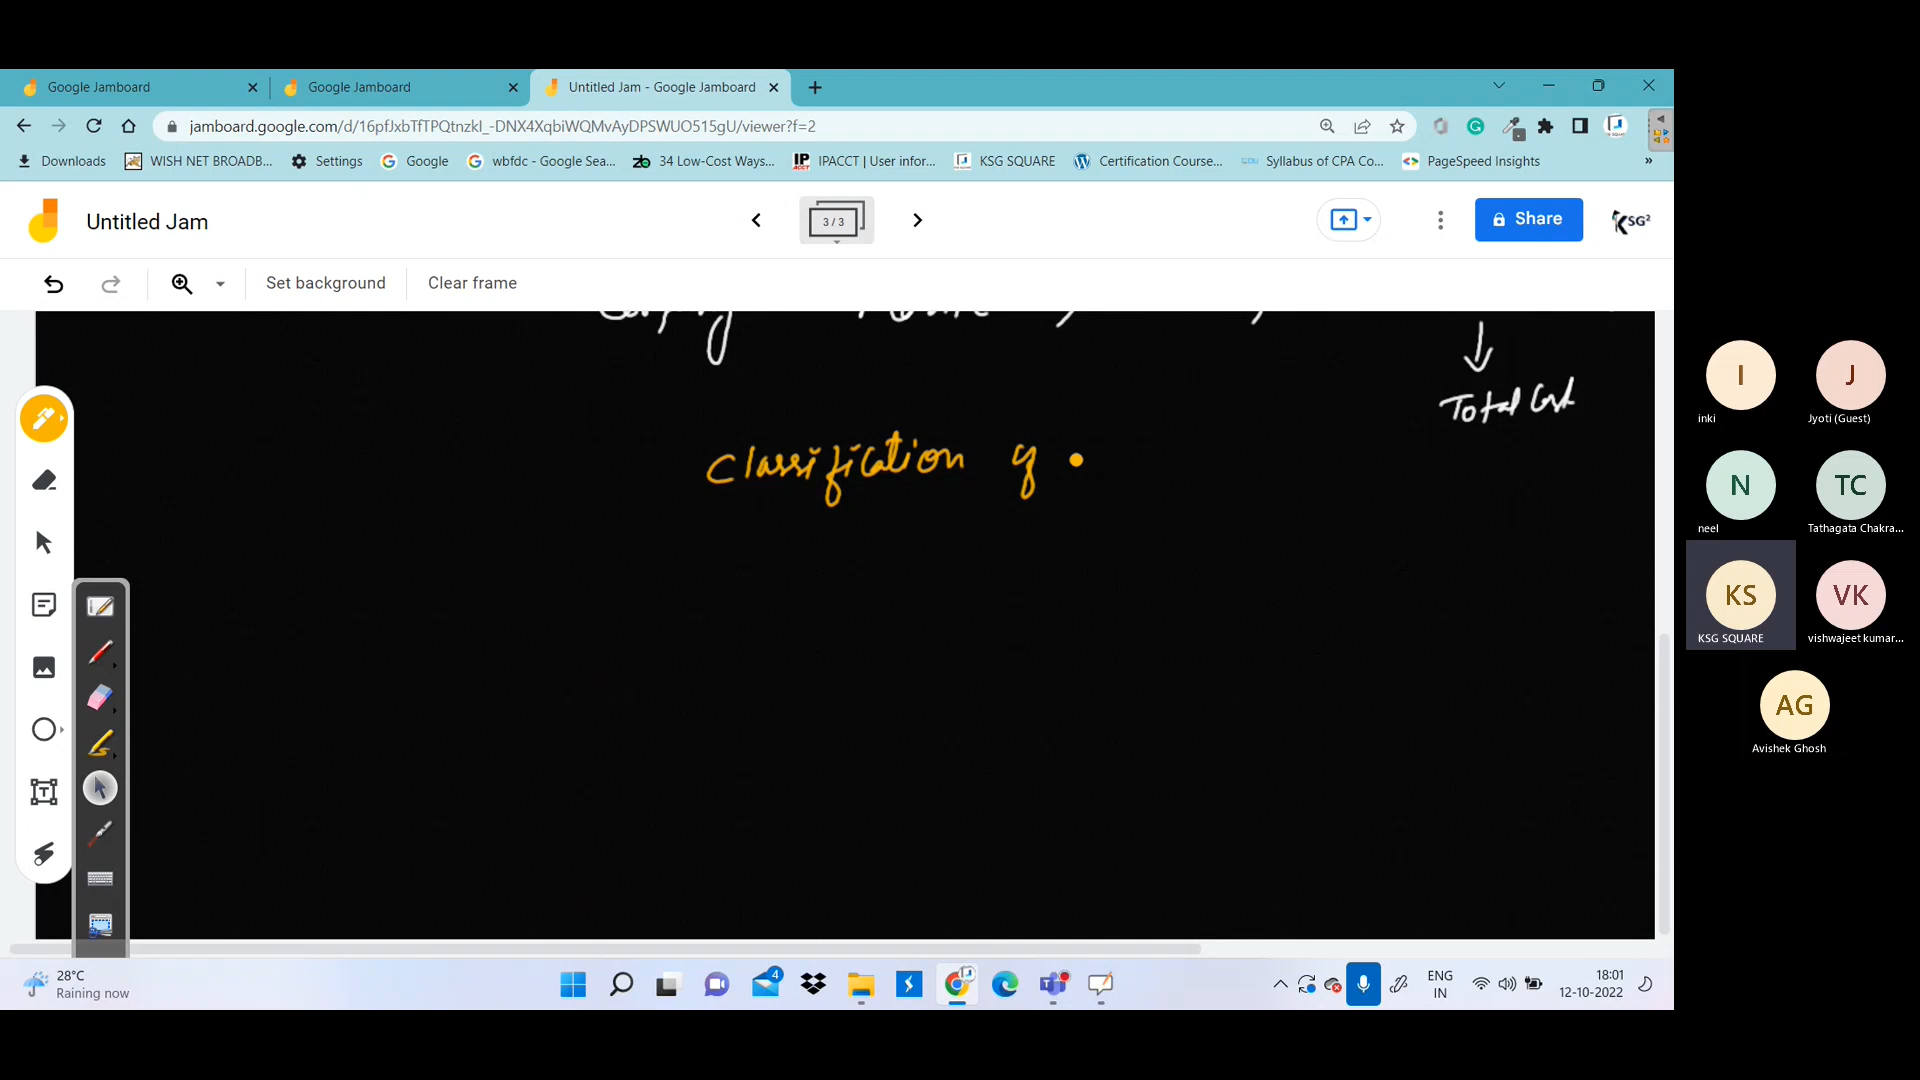 Google Jamboard
Google Jamboard
Untitled Jam - Google Jamboard
jamboard.google.com/d/16pfJxbTfTPQtnzkI_-DNX4XqbiWQMvAyDPSWUO515gU/viewer?f=2
Downloads
WISH NET BROADB...
Settings
Google
wbfdc - Google Sea...
34 Low-Cost Ways...
IPACCT | User infor...
KSG SQUARE
Certification Course...
Syllabus of CPA Co...
PageSpeed Insights
»
Untitled Jam
3 / 3
Share
KSG²
Set background
Clear frame
Total Cost
Classification of
I
inki
J
Jyoti (Guest)
N
neel
TC
Tathagata Chakra...
KS
KSG SQUARE
VK
vishwajeet kumar...
AG
Avishek Ghosh
28°C
Raining now
4
ENG
IN
18:01
12-10-2022